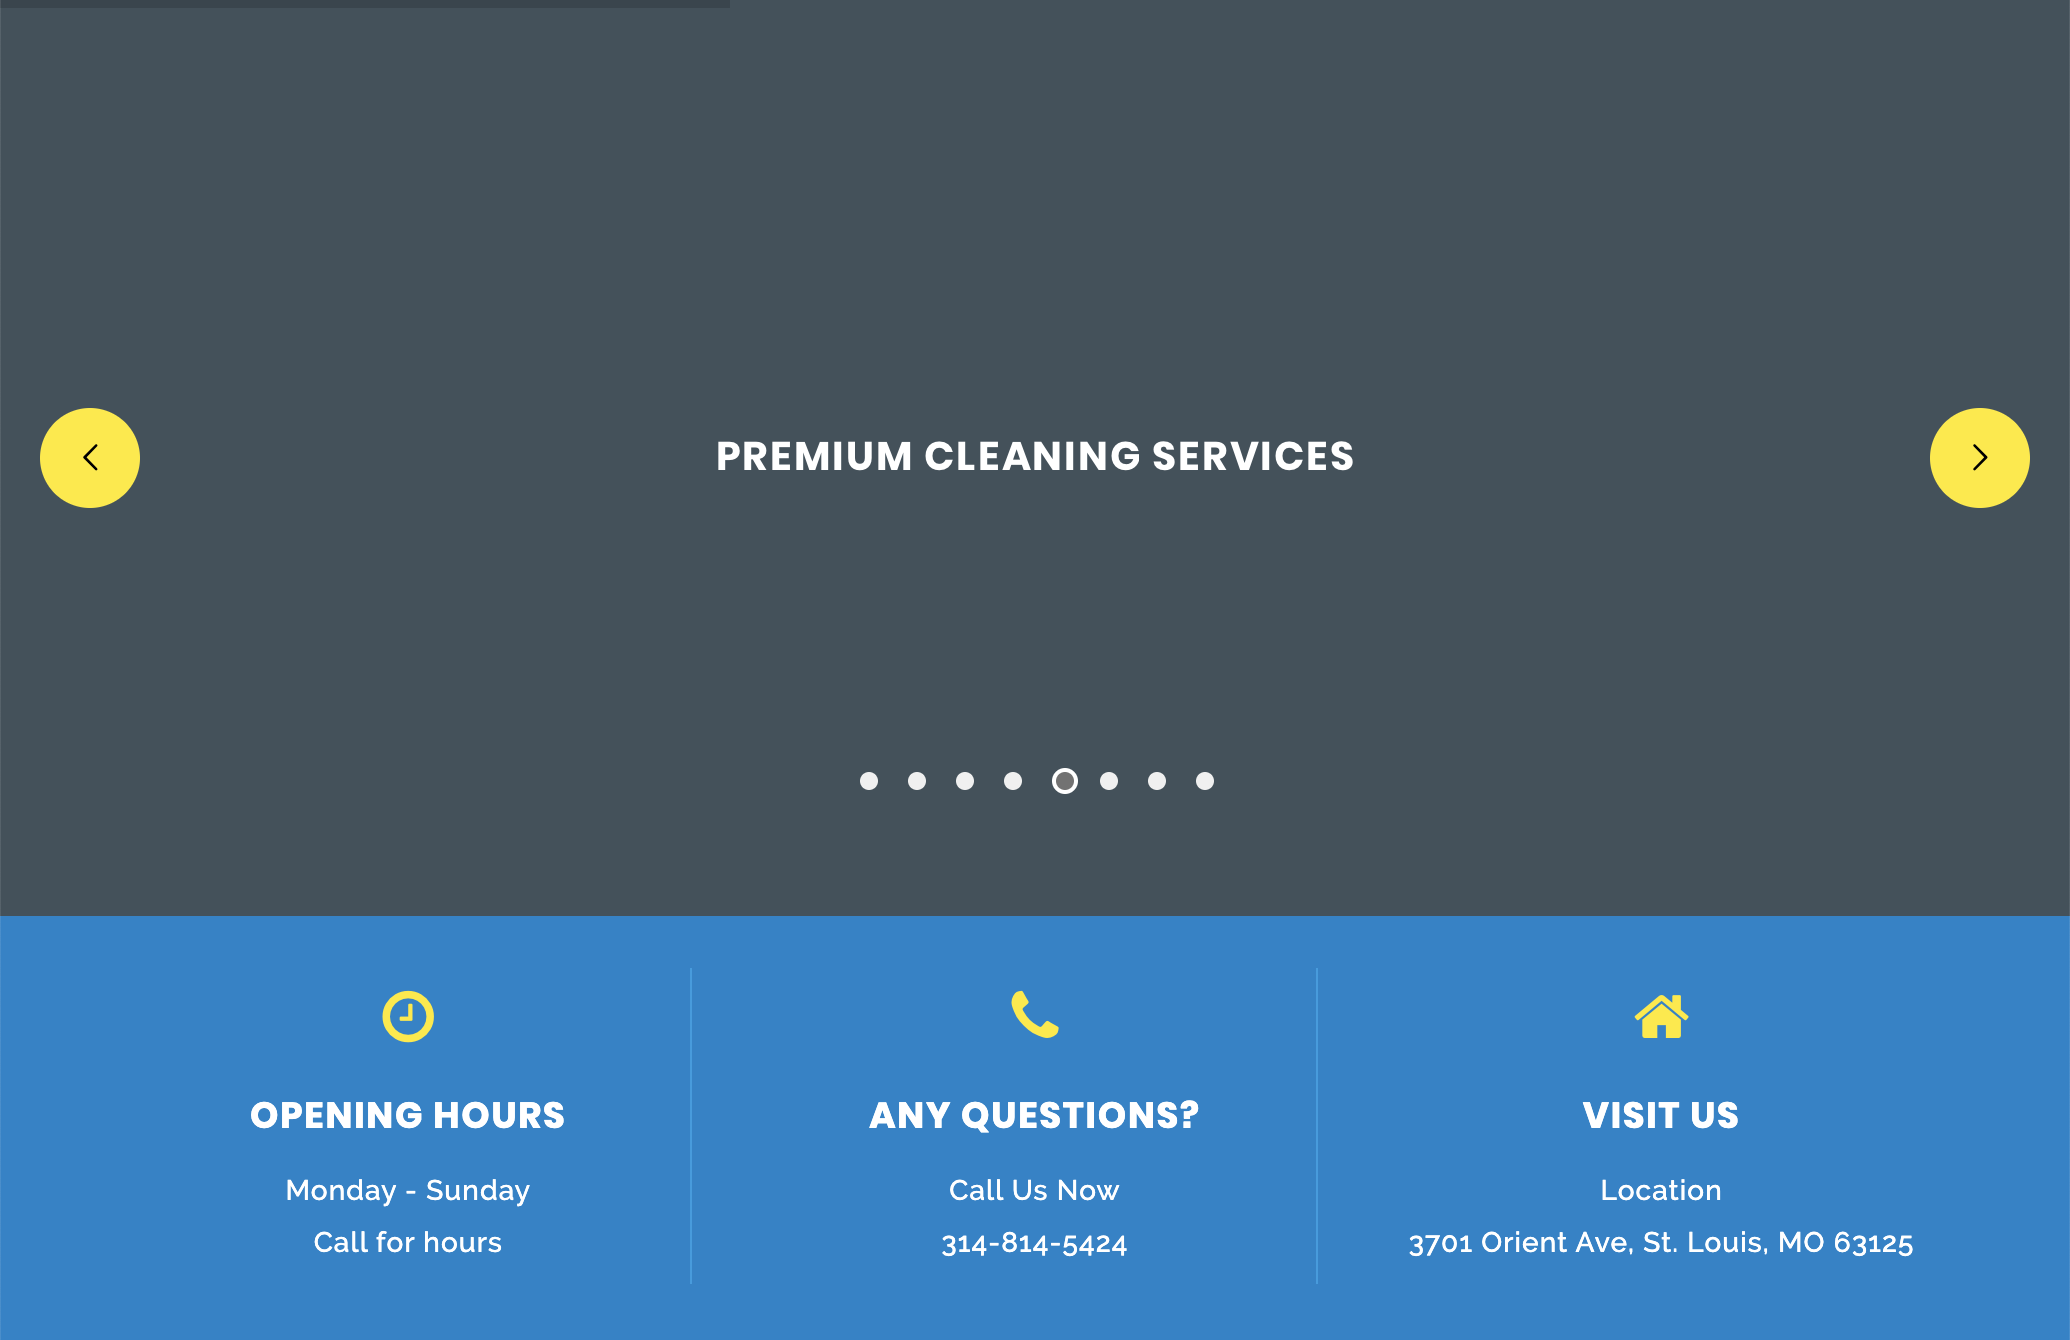 PREMIUM CLEANING SERVICES
OPENING HOURS
Monday - Sunday
Call for hours
ANY QUESTIONS?
Call Us Now
314-814-5424
VISIT US
Location
3701 Orient Ave, St. Louis, MO 63125